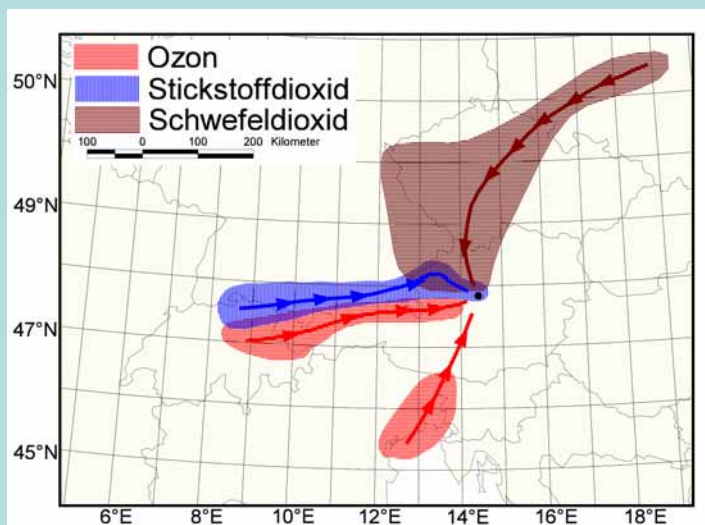 Ozon
Stickstoffdioxid
Schwefeldioxid
100 0 100 200 Kilometer
50°N
49°N
47°N
45°N
6°E 8°E 10°E 12°E 14°E 16°E 18°E